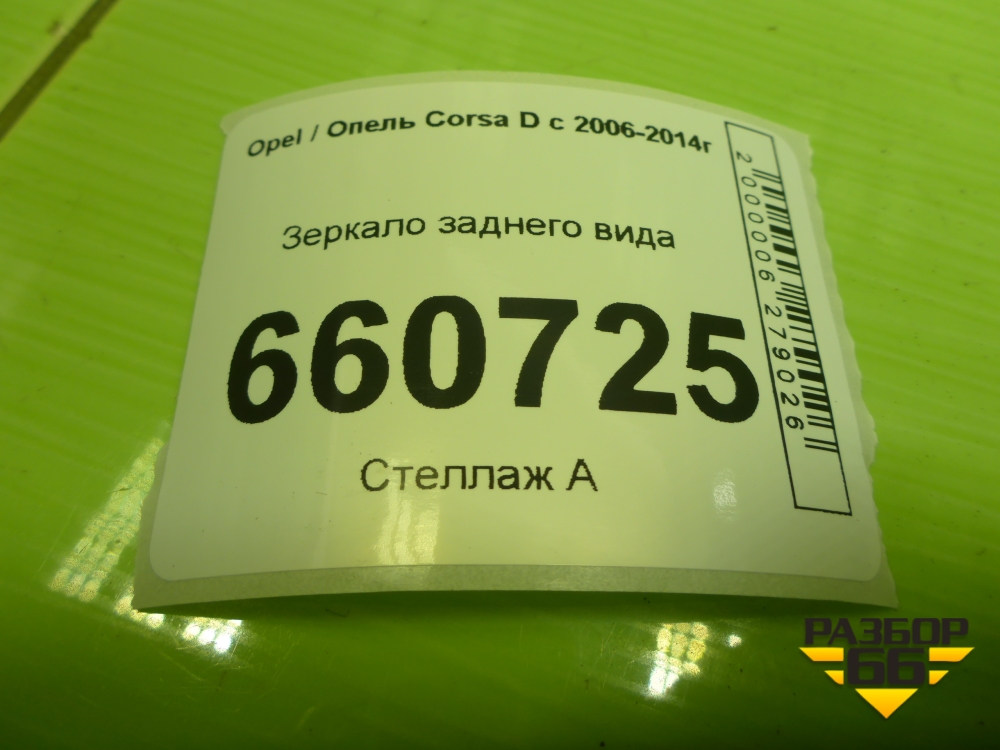 Opel / Опель Corsa D с 2006-2014г
Зеркало заднего вида
660725
Стеллаж А
2000006279026
РАЗБОР
66